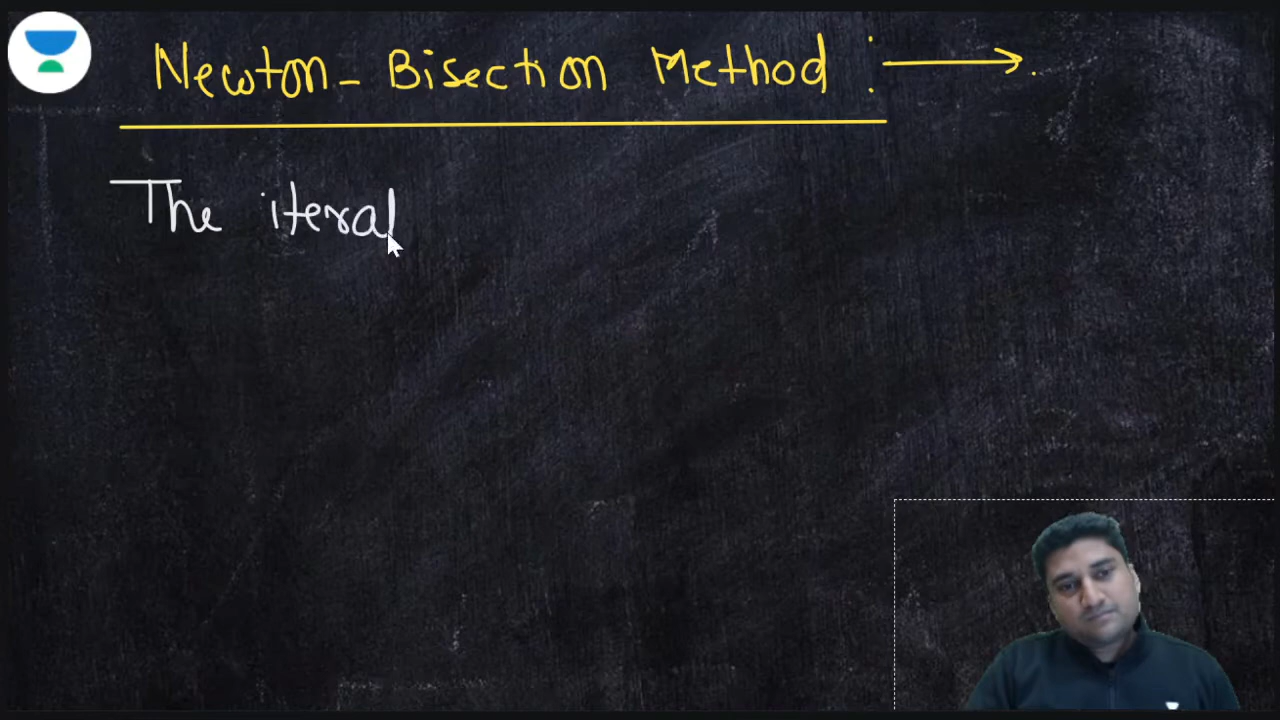 Newton - Bisection Method : →
The iteral